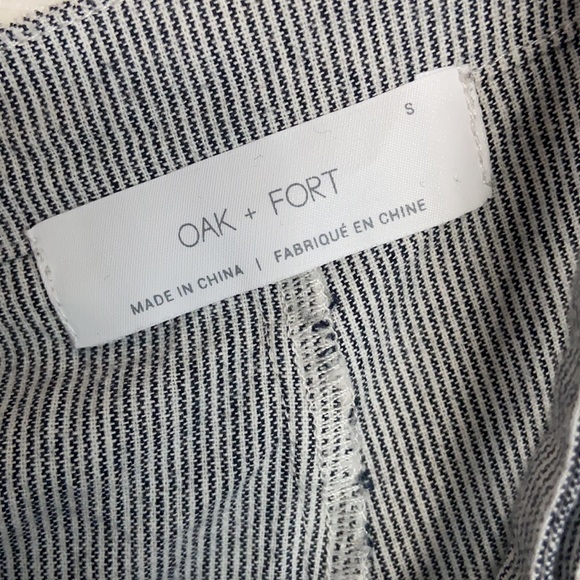 S
OAK + FORT
MADE IN CHINA | FABRIQUÉ EN CHINE